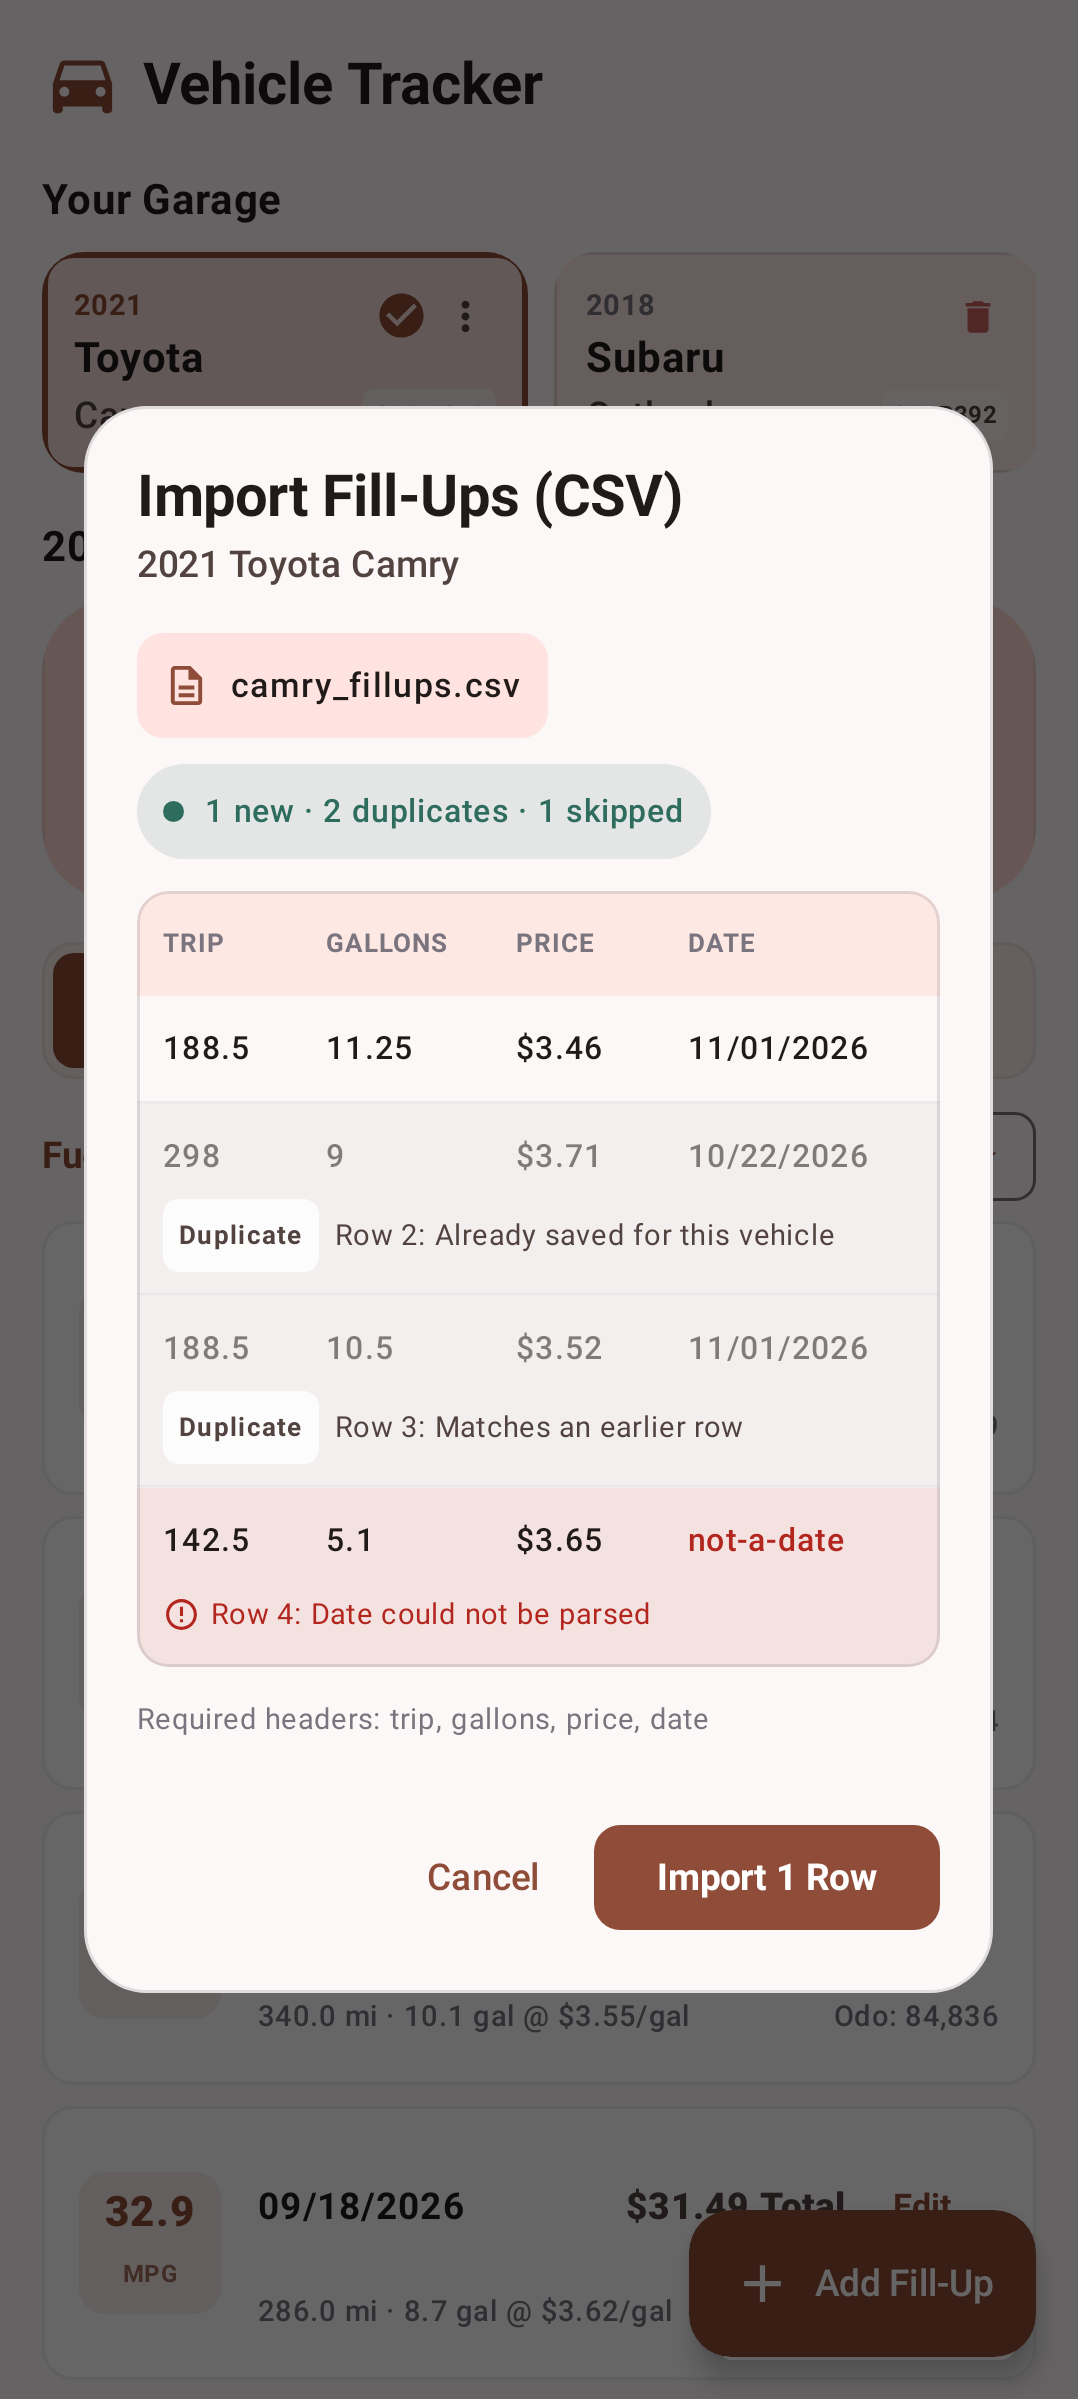 Vehicle Tracker
Your Garage
2021
Toyota
2018
Subaru
Import Fill-Ups (CSV)
2021 Toyota Camry
camry_fillups.csv
1 new · 2 duplicates · 1 skipped
TRIP GALLONS PRICE DATE
188.5 11.25 $3.46 11/01/2026
298 9 $3.71 10/22/2026
Duplicate Row 2: Already saved for this vehicle
188.5 10.5 $3.52 11/01/2026
Duplicate Row 3: Matches an earlier row
142.5 5.1 $3.65 not-a-date
Row 4: Date could not be parsed
Required headers: trip, gallons, price, date
Cancel Import 1 Row
340.0 mi · 10.1 gal @ $3.55/gal Odo: 84,836
32.9 09/18/2026 $31.49 Total Edit
MPG
286.0 mi · 8.7 gal @ $3.62/gal
Add Fill-Up